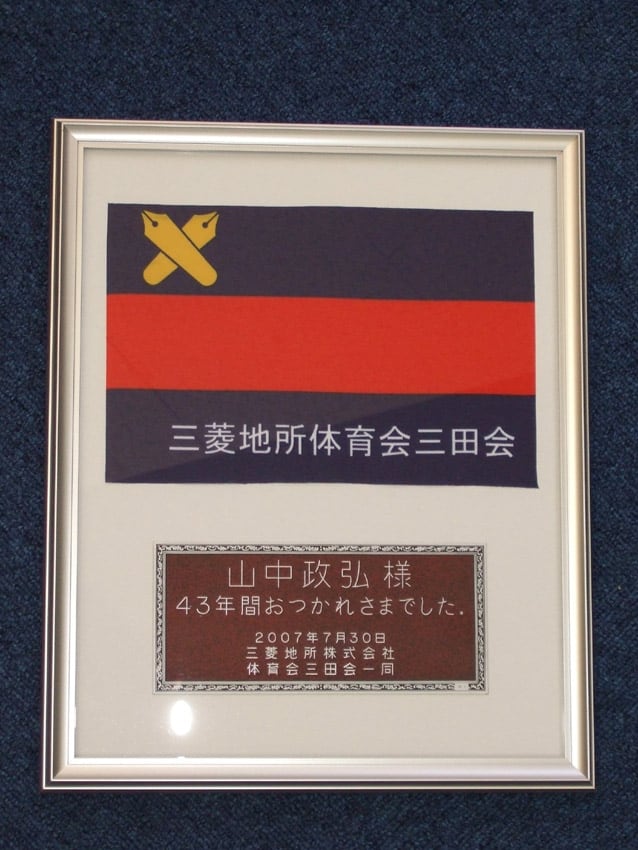 三菱地所体育会三田会
山中政弘様
43年間おつかれさまでした.
2007年7月30日
三菱地所株式会社
体育会三田会一同